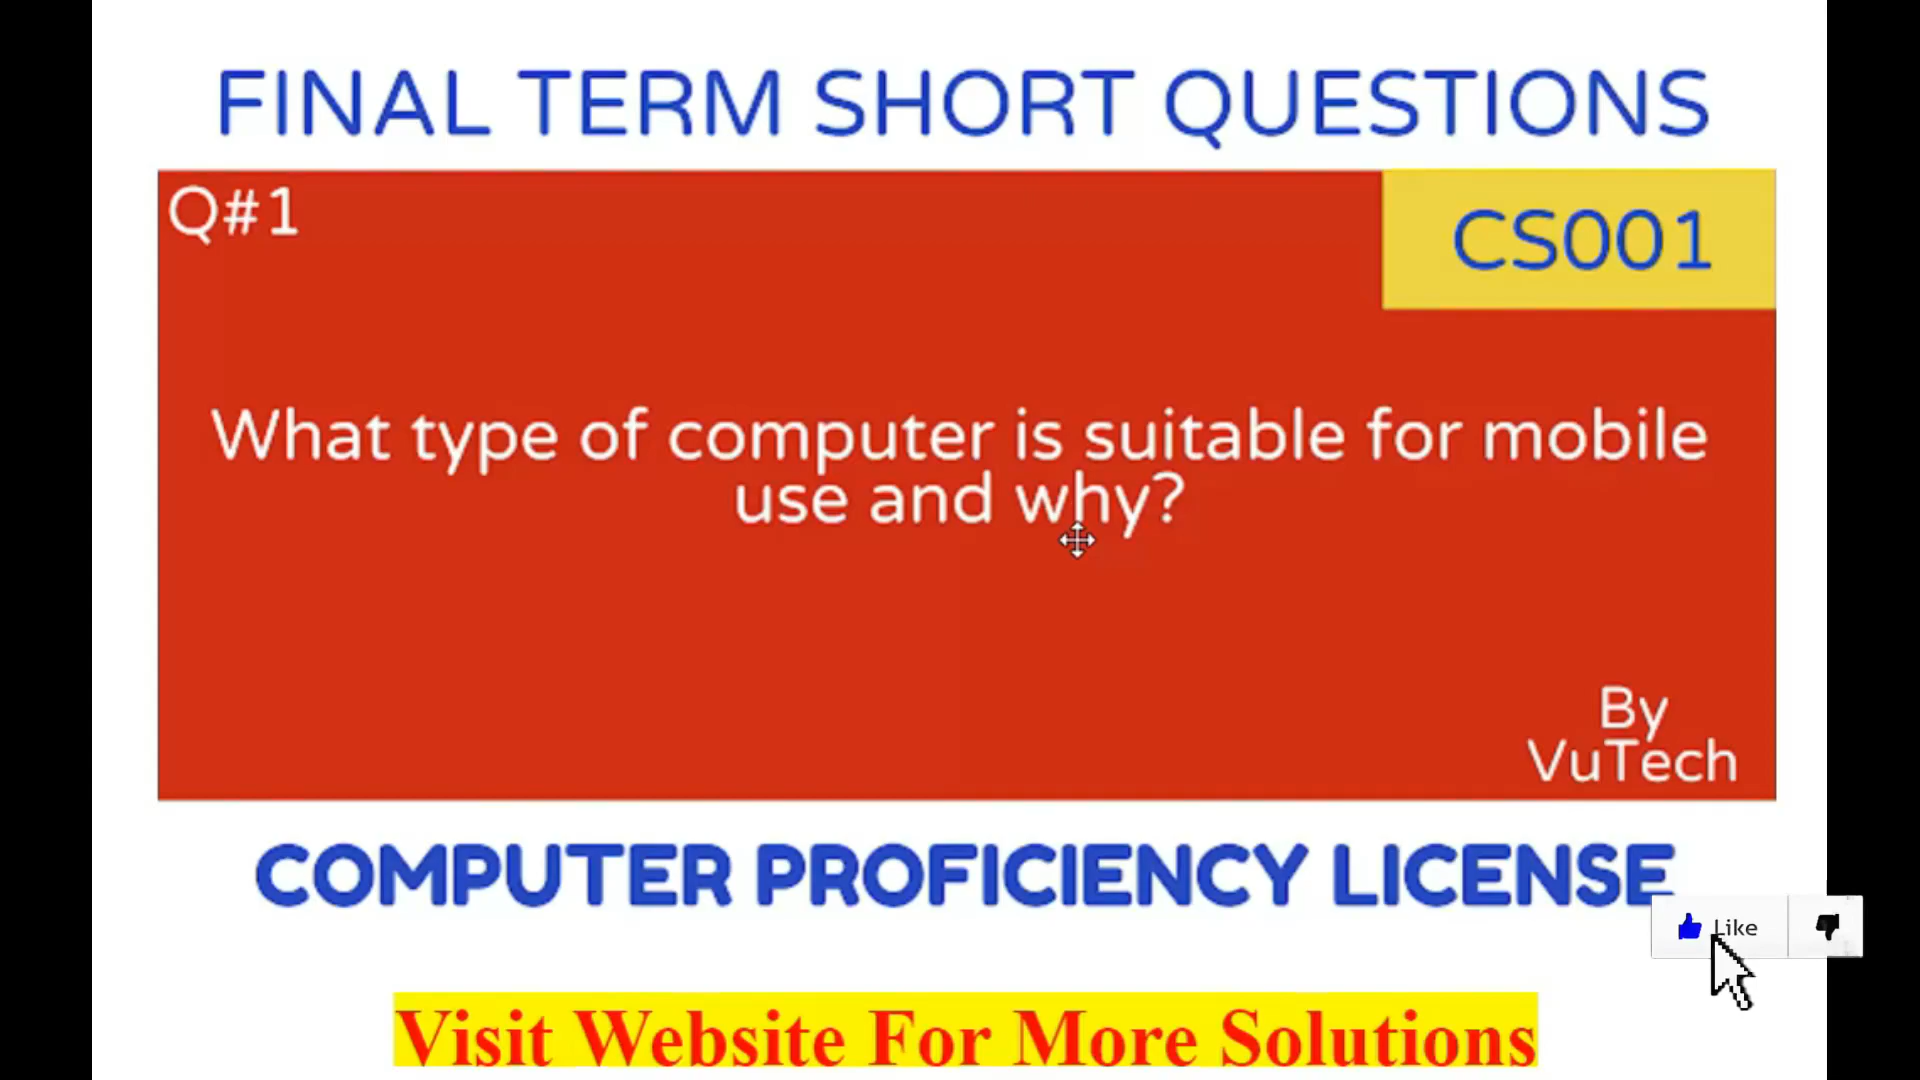 FINAL TERM SHORT QUESTIONS
Q#1
CS001
What type of computer is suitable for mobile
use and why?
By
VuTech
COMPUTER PROFICIENCY LICENSE
Like
Visit Website For More Solutions